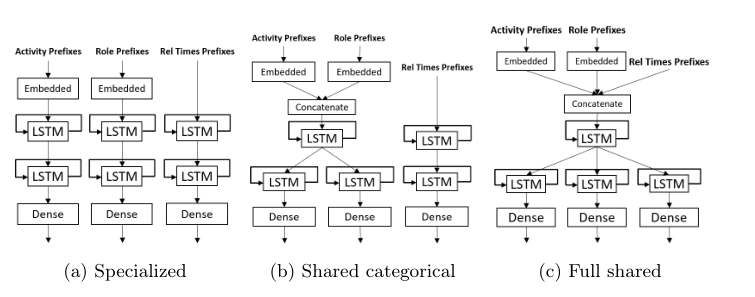 Activity Prefixes Role Prefixes Rel Times Prefixes
Embedded Embedded
LSTM LSTM LSTM
LSTM LSTM LSTM
Dense Dense Dense
(a) Specialized
Activity Prefixes Role Prefixes
Rel Times Prefixes
Embedded Embedded
Concatenate
LSTM LSTM
LSTM LSTM LSTM
Dense Dense Dense
(b) Shared categorical
Activity Prefixes Role Prefixes
Embedded Embedded Rel Times Prefixes
Concatenate
LSTM
LSTM LSTM LSTM
Dense Dense Dense
(c) Full shared